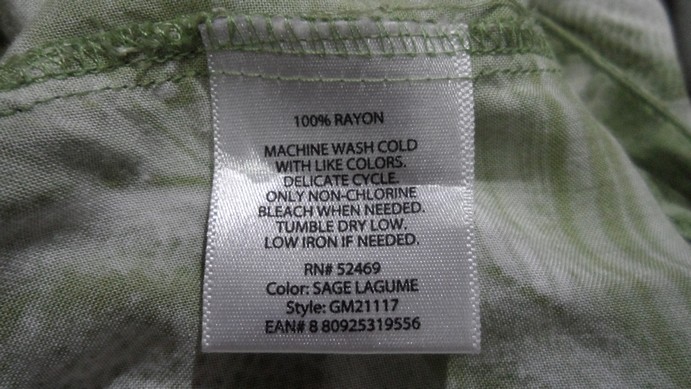 100% RAYON
MACHINE WASH COLD
WITH LIKE COLORS.
DELICATE CYCLE.
ONLY NON-CHLORINE
BLEACH WHEN NEEDED.
TUMBLE DRY LOW.
LOW IRON IF NEEDED.
RN# 52469
Color: SAGE LAGUME
Style: GM21117
EAN# 8 80925319556